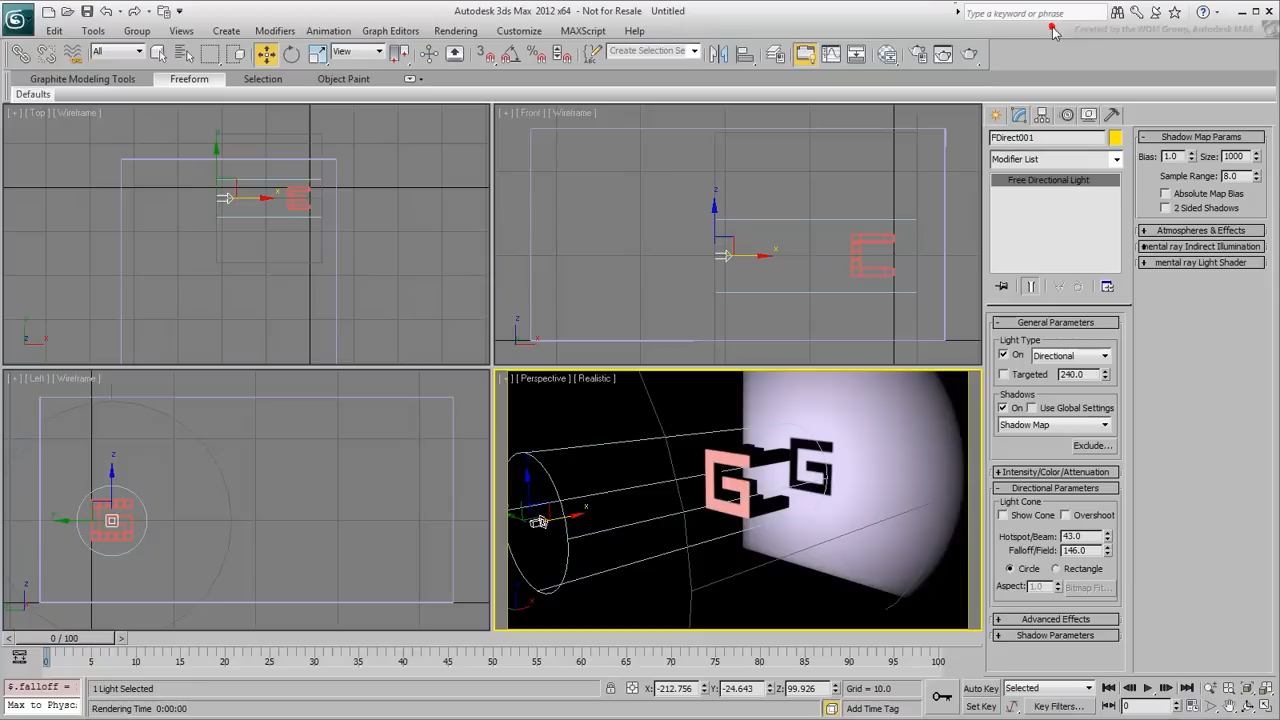 Autodesk 3ds Max 2012 x64 - Not for Resale Untitled
Type a keyword or phrase
Edit Tools Group Views Create Modifiers Animation Graph Editors Rendering Customize MAXScript Help
Created by the WDM Group, Autodesk M&E
All
View
Create Selection Se
Graphite Modeling Tools Freeform Selection Object Paint
Defaults
[ + ] [ Top ] [ Wireframe ]
[ + ] [ Front ] [ Wireframe ]
[ + ] [ Left ] [ Wireframe ]
[ + ] [ Perspective ] [ Realistic ]
FDirect001
Modifier List
Free Directional Light
General Parameters
Light Type
On Directional
Targeted 240.0
Shadows
On Use Global Settings
Shadow Map
Exclude...
Intensity/Color/Attenuation
Directional Parameters
Light Cone
Show Cone Overshoot
Hotspot/Beam: 43.0
Falloff/Field: 146.0
Circle Rectangle
Aspect: 1.0 Bitmap Fit...
Advanced Effects
Shadow Parameters
Shadow Map Params
Bias: 1.0 Size: 1000
Sample Range: 8.0
Absolute Map Bias
2 Sided Shadows
Atmospheres & Effects
mental ray Indirect Illumination
mental ray Light Shader
0 / 100
0 5 10 15 20 25 30 35 40 45 50 55 60 65 70 75 80 85 90 95 100
$.falloff =
Max to Physc
1 Light Selected
Rendering Time 0:00:00
X: -212.756 Y: -24.643 Z: 99.926 Grid = 10.0
Add Time Tag
Auto Key Selected
Set Key Key Filters... 0